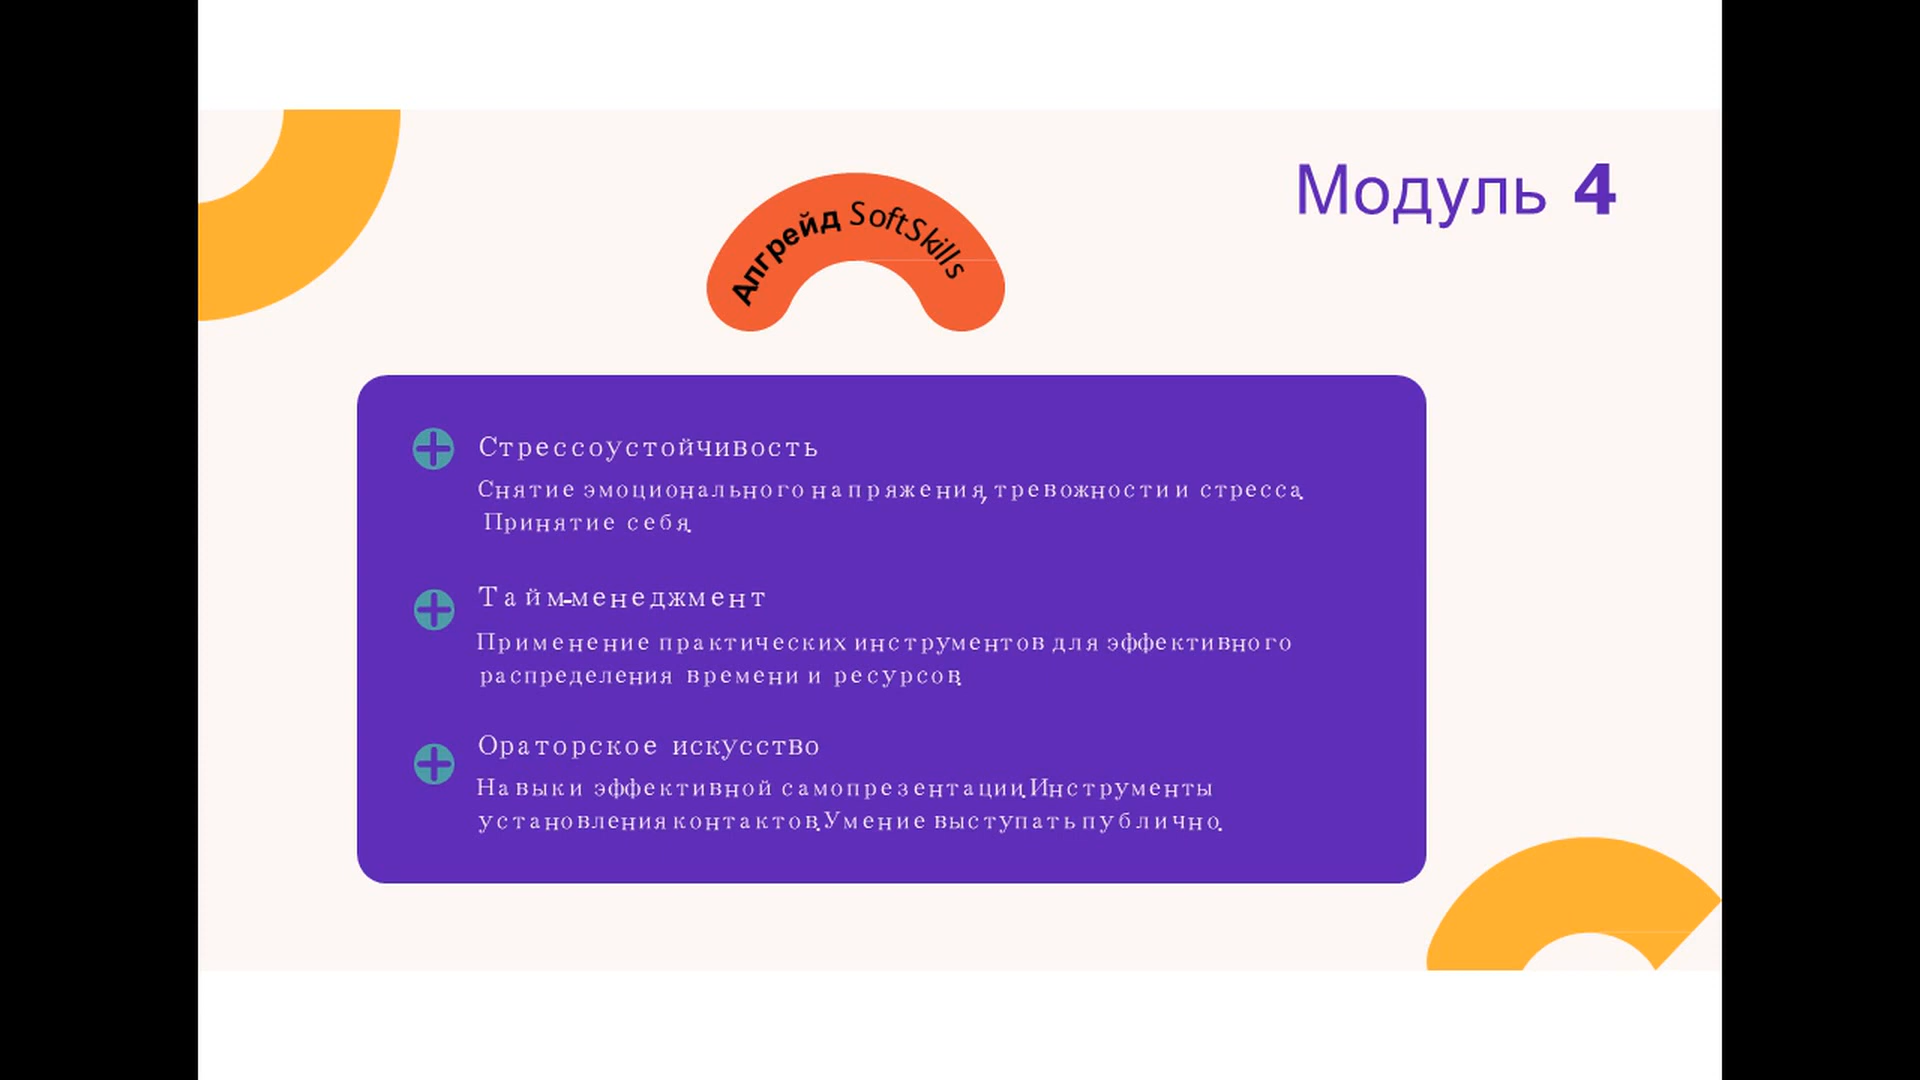 Модуль 4
Апгрейд SoftSkills
Стрессоустойчивость
Снятие эмоционального напряжения, тревожности и стресса.
Принятие себя.
Тайм-менеджмент
Применение практических инструментов для эффективного
распределения времени и ресурсов.
Ораторское искусство
Навыки эффективной самопрезентации. Инструменты
установления контактов. Умение выступать публично.